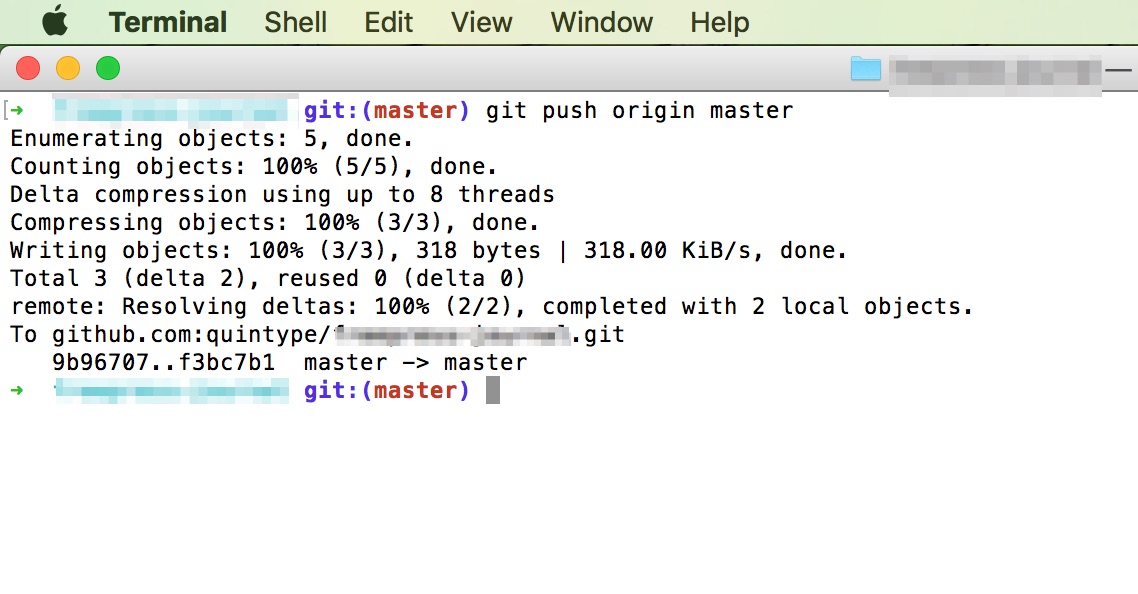 Terminal Shell Edit View Window Help
[➜ git:(master) git push origin master
Enumerating objects: 5, done.
Counting objects: 100% (5/5), done.
Delta compression using up to 8 threads
Compressing objects: 100% (3/3), done.
Writing objects: 100% (3/3), 318 bytes | 318.00 KiB/s, done.
Total 3 (delta 2), reused 0 (delta 0)
remote: Resolving deltas: 100% (2/2), completed with 2 local objects.
To github.com:quintype/ .git
9b96707..f3bc7b1 master -> master
➜ git:(master)